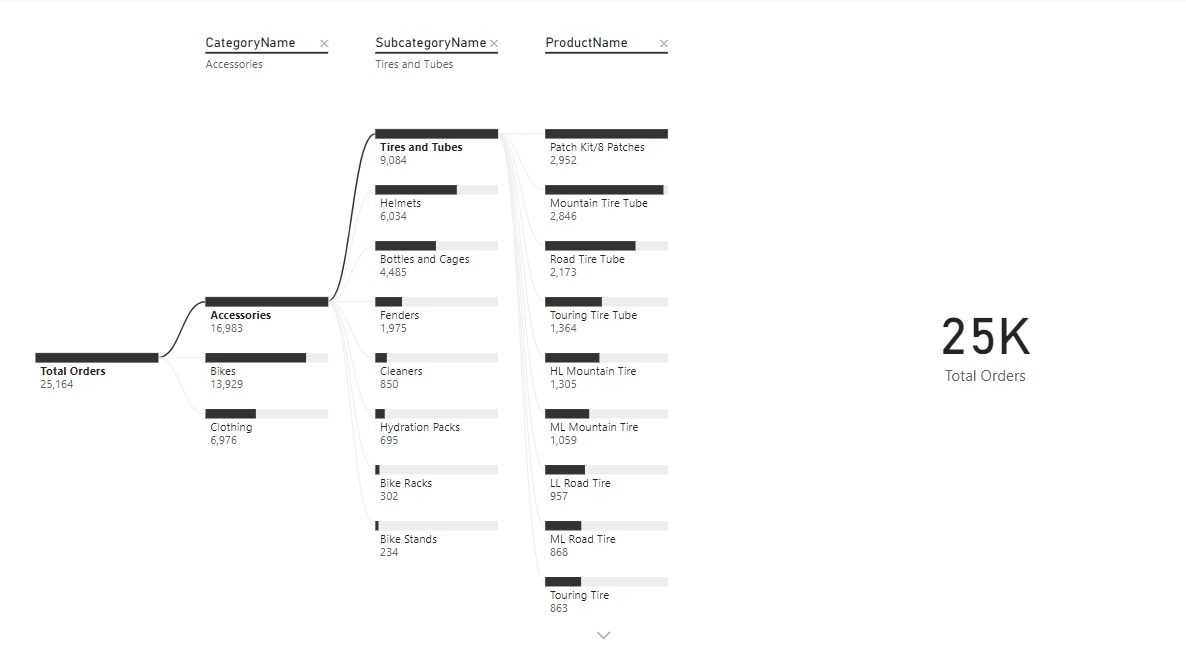 CategoryName ×
Accessories
SubcategoryName ×
Tires and Tubes
ProductName ×
Total Orders
25,164
Accessories
16,983
Bikes
13,929
Clothing
6,976
Tires and Tubes
9,084
Helmets
6,034
Bottles and Cages
4,485
Fenders
1,975
Cleaners
850
Hydration Packs
695
Bike Racks
302
Bike Stands
234
Patch Kit/8 Patches
2,952
Mountain Tire Tube
2,846
Road Tire Tube
2,173
Touring Tire Tube
1,364
HL Mountain Tire
1,305
ML Mountain Tire
1,059
LL Road Tire
957
ML Road Tire
868
Touring Tire
863
25K
Total Orders